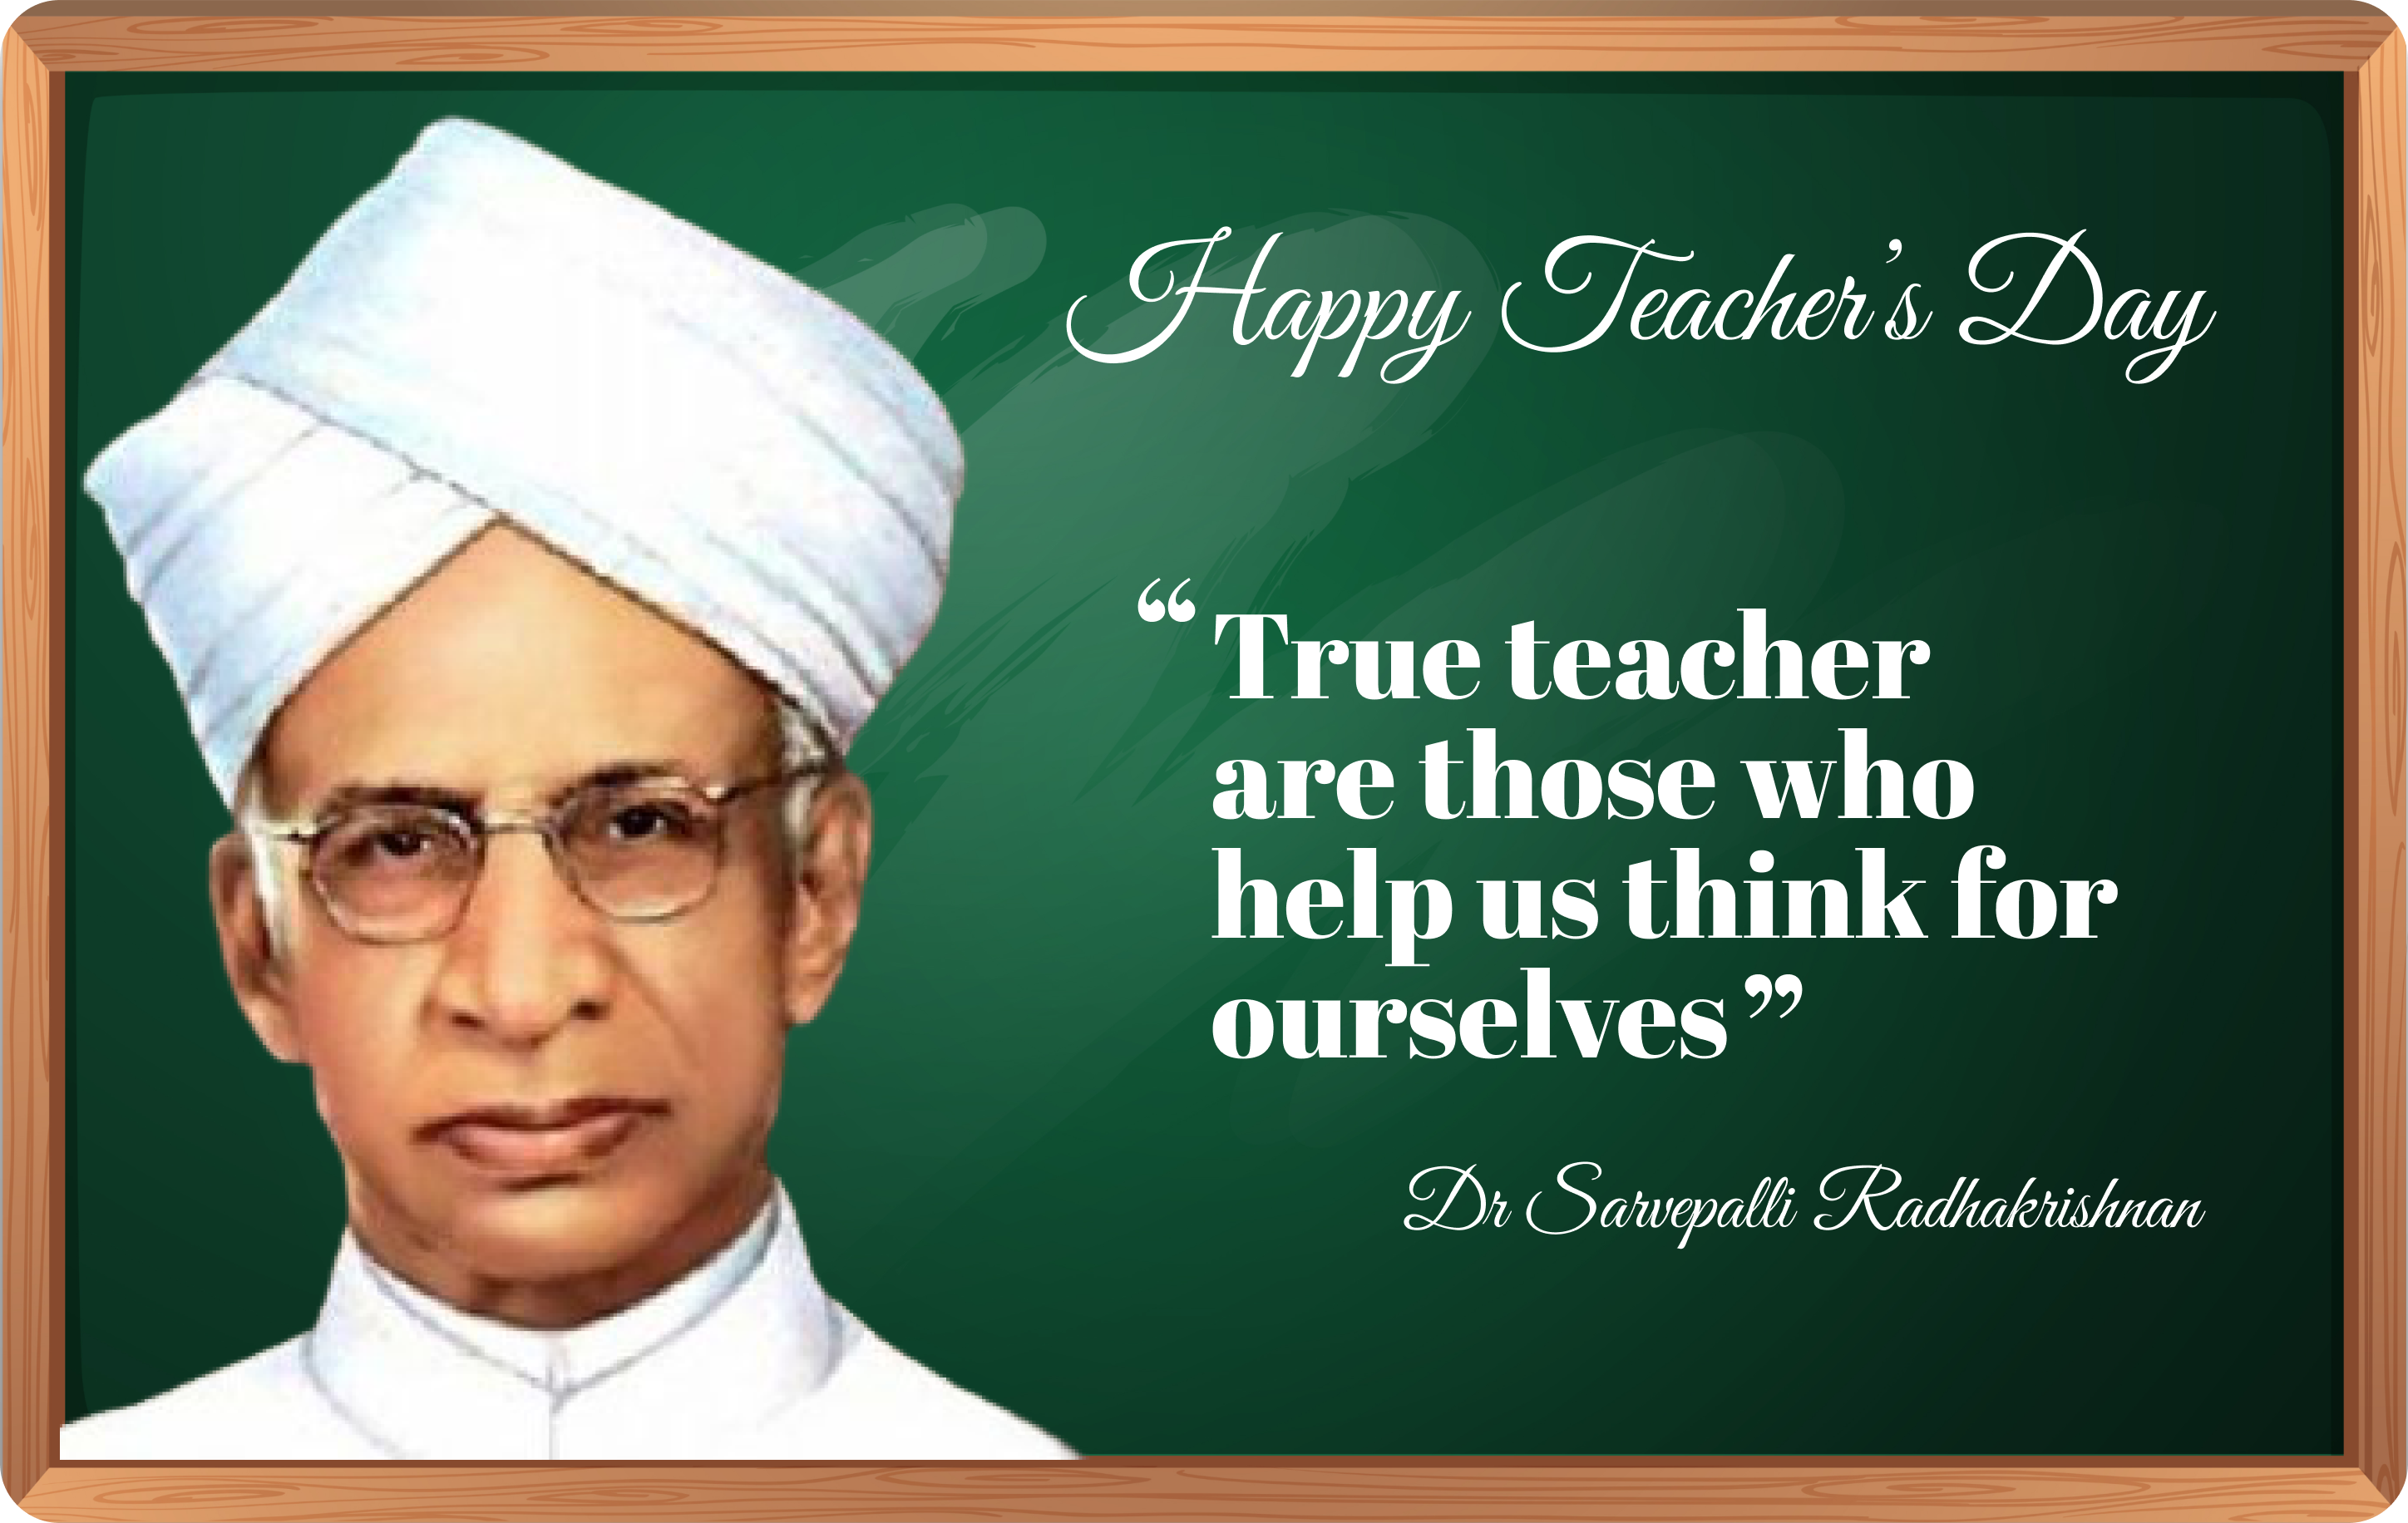 Happy Teacher’s Day
“True teacher
are those who
help us think for
ourselves”
Dr Sarvepalli Radhakrishnan